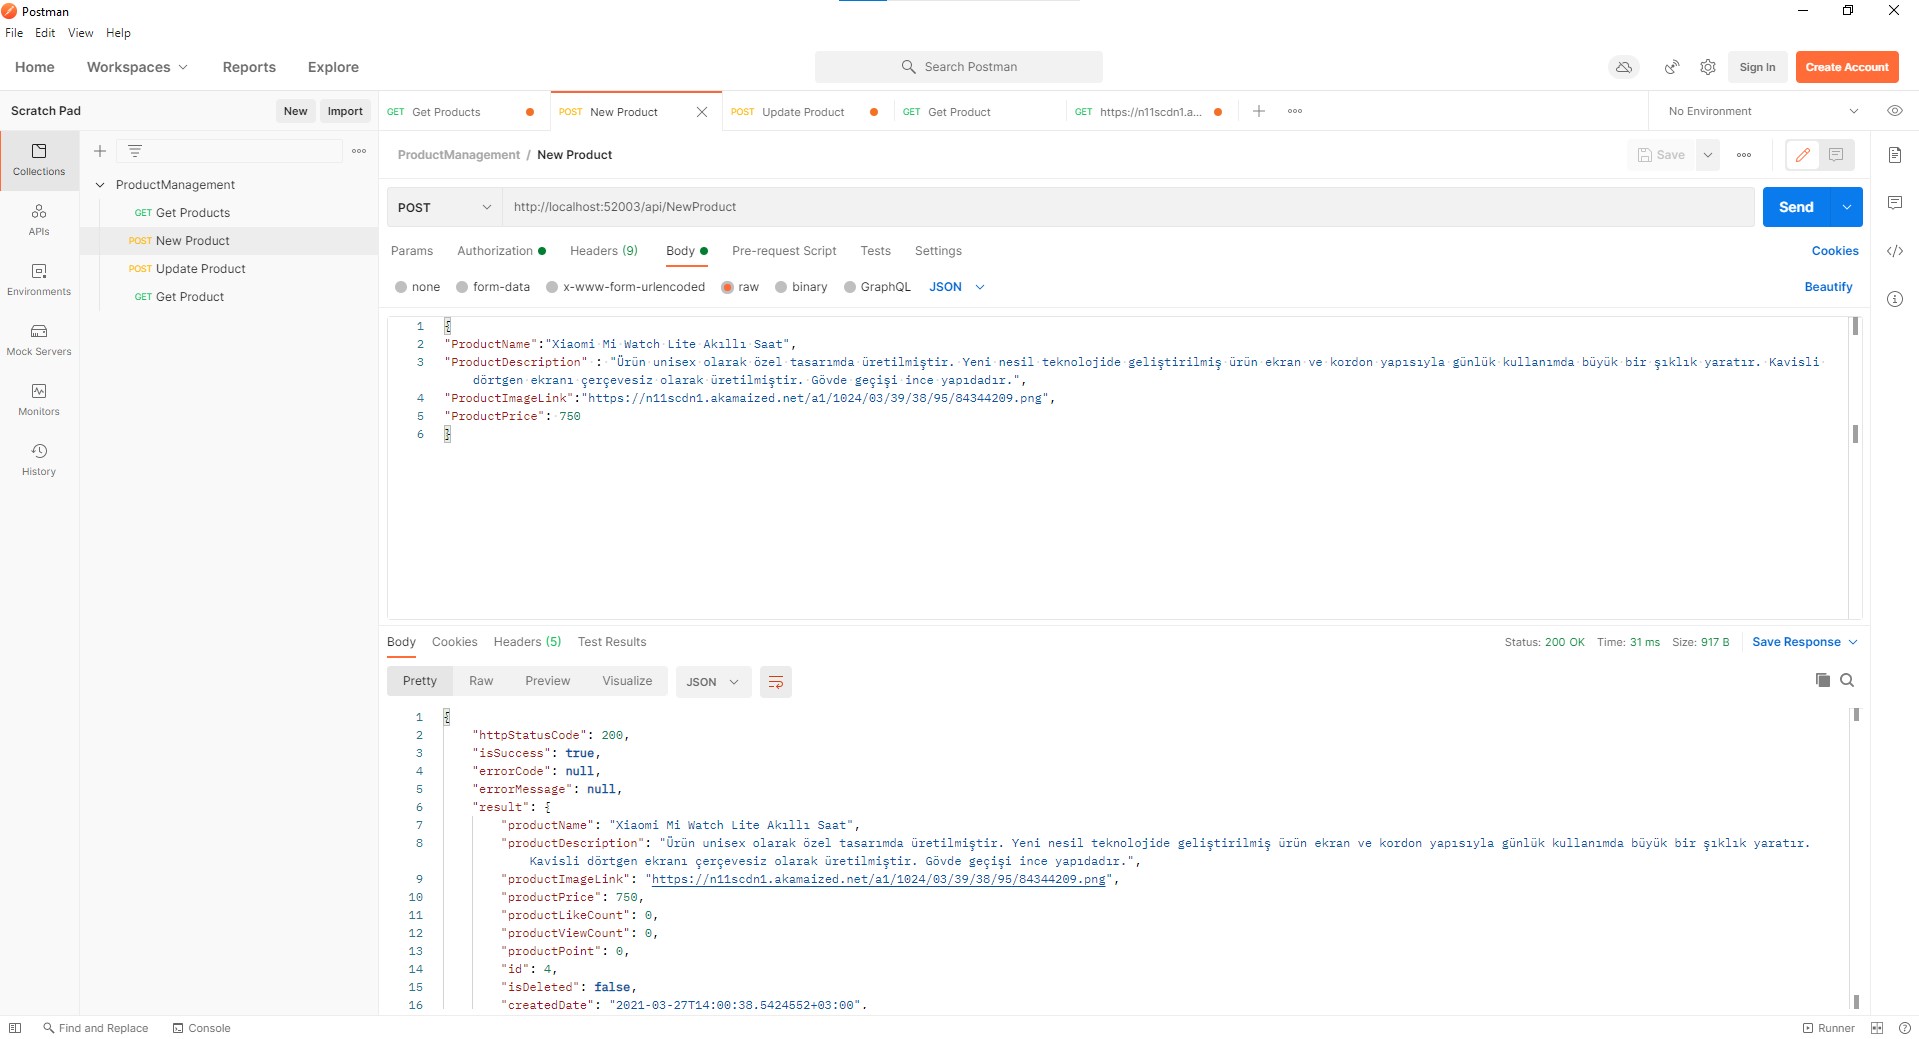 Postman
File Edit View Help
Home Workspaces Reports Explore Search Postman Sign In Create Account
Scratch Pad New Import GET Get Products POST New Product POST Update Product GET Get Product GET https://n11scdn1.a... No Environment
Collections
APIs
Environments
Mock Servers
Monitors
History
ProductManagement
GET Get Products
POST New Product
POST Update Product
GET Get Product
ProductManagement / New Product Save
POST http://localhost:52003/api/NewProduct Send
Params Authorization Headers (9) Body Pre-request Script Tests Settings Cookies
none form-data x-www-form-urlencoded raw binary GraphQL JSON Beautify
1 {
2 "ProductName":"Xiaomi Mi Watch Lite Akıllı Saat",
3 "ProductDescription" : "Ürün unisex olarak özel tasarımda üretilmiştir. Yeni nesil teknolojide geliştirilmiş ürün ekran ve kordon yapısıyla günlük kullanımda büyük bir şıklık yaratır. Kavisli
dörtgen ekranı çerçevesiz olarak üretilmiştir. Gövde geçişi ince yapıdadır.",
4 "ProductImageLink":"https://n11scdn1.akamaized.net/a1/1024/03/39/38/95/84344209.png",
5 "ProductPrice": 750
6 }
Body Cookies Headers (5) Test Results Status: 200 OK Time: 31 ms Size: 917 B Save Response
Pretty Raw Preview Visualize JSON
1 {
2 "httpStatusCode": 200,
3 "isSuccess": true,
4 "errorCode": null,
5 "errorMessage": null,
6 "result": {
7 "productName": "Xiaomi Mi Watch Lite Akıllı Saat",
8 "productDescription": "Ürün unisex olarak özel tasarımda üretilmiştir. Yeni nesil teknolojide geliştirilmiş ürün ekran ve kordon yapısıyla günlük kullanımda büyük bir şıklık yaratır.
Kavisli dörtgen ekranı çerçevesiz olarak üretilmiştir. Gövde geçişi ince yapıdadır.",
9 "productImageLink": "https://n11scdn1.akamaized.net/a1/1024/03/39/38/95/84344209.png",
10 "productPrice": 750,
11 "productLikeCount": 0,
12 "productViewCount": 0,
13 "productPoint": 0,
14 "id": 4,
15 "isDeleted": false,
16 "createdDate": "2021-03-27T14:00:38.5424552+03:00",
Find and Replace Console Runner